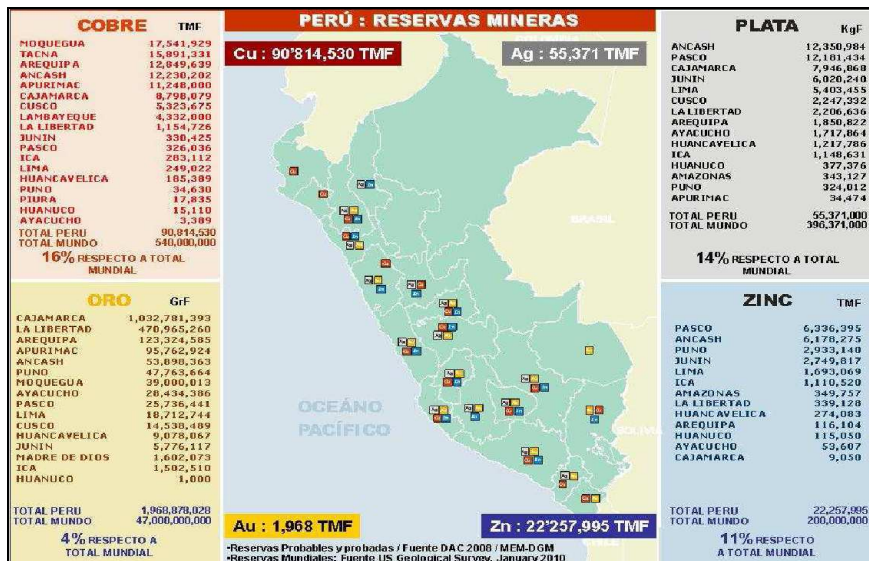 PERÚ : RESERVAS MINERAS
COBRE TMF
MOQUEGUA 17,541,929
TACNA 15,891,331
AREQUIPA 12,849,639
ANCASH 12,230,202
APURIMAC 11,248,000
CAJAMARCA 8,798,079
CUSCO 5,323,675
LAMBAYEQUE 4,332,000
LA LIBERTAD 1,154,726
JUNIN 330,425
PASCO 326,036
ICA 283,112
LIMA 249,022
HUANCAVELICA 185,389
PUNO 34,630
PIURA 17,835
HUANUCO 15,110
AYACUCHO 3,389
TOTAL PERU 90,814,530
TOTAL MUNDO 540,000,000
16% RESPECTO A TOTAL
MUNDIAL
ORO GrF
CAJAMARCA 1,032,781,393
LA LIBERTAD 470,965,260
AREQUIPA 123,324,585
APURIMAC 95,762,924
ANCASH 53,898,363
PUNO 47,763,664
MOQUEGUA 39,000,013
AYACUCHO 28,434,386
PASCO 25,736,441
LIMA 18,712,744
CUSCO 14,538,489
HUANCAVELICA 9,078,067
JUNIN 5,776,117
MADRE DE DIOS 1,602,073
ICA 1,502,510
HUANUCO 1,000
TOTAL PERU 1,968,878,028
TOTAL MUNDO 47,000,000,000
4% RESPECTO A
TOTAL MUNDIAL
Cu : 90'814,530 TMF
Ag : 55,371 TMF
BRASIL
OCEÁNO
PACÍFICO
BOLIVIA
Au : 1,968 TMF
Zn : 22'257,995 TMF
•Reservas Probables y probadas / Fuente DAC 2008 / MEM-DGM
•Reservas Mundiales: Fuente US Geological Survey, January 2010
PLATA KgF
ANCASH 12,350,984
PASCO 12,181,434
CAJAMARCA 7,946,868
JUNIN 6,020,240
LIMA 5,403,455
CUSCO 2,247,332
LA LIBERTAD 2,206,636
AREQUIPA 1,850,822
AYACUCHO 1,717,864
HUANCAVELICA 1,217,786
ICA 1,148,631
HUANUCO 377,376
AMAZONAS 343,127
PUNO 324,012
APURIMAC 34,474
TOTAL PERU 55,371,000
TOTAL MUNDO 396,371,000
14% RESPECTO A TOTAL
MUNDIAL
ZINC TMF
PASCO 6,336,395
ANCASH 6,178,275
PUNO 2,933,140
JUNIN 2,749,817
LIMA 1,693,069
ICA 1,110,520
AMAZONAS 349,757
LA LIBERTAD 339,128
HUANCAVELICA 274,083
AREQUIPA 116,104
HUANUCO 115,050
AYACUCHO 53,607
CAJAMARCA 9,050
TOTAL PERU 22,257,995
TOTAL MUNDO 200,000,000
11% RESPECTO
A TOTAL MUNDIAL